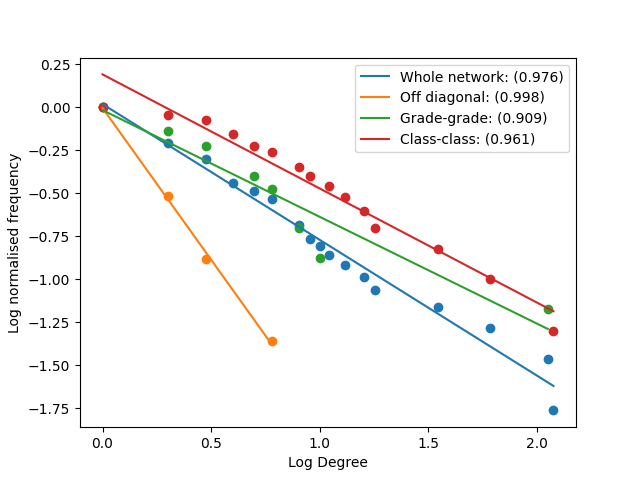 Whole network: (0.976)
Off diagonal: (0.998)
Grade-grade: (0.909)
Class-class: (0.961)
Log normalised frequency
0.25
0.00
−0.25
−0.50
−0.75
−1.00
−1.25
−1.50
−1.75
0.0 0.5 1.0 1.5 2.0
Log Degree